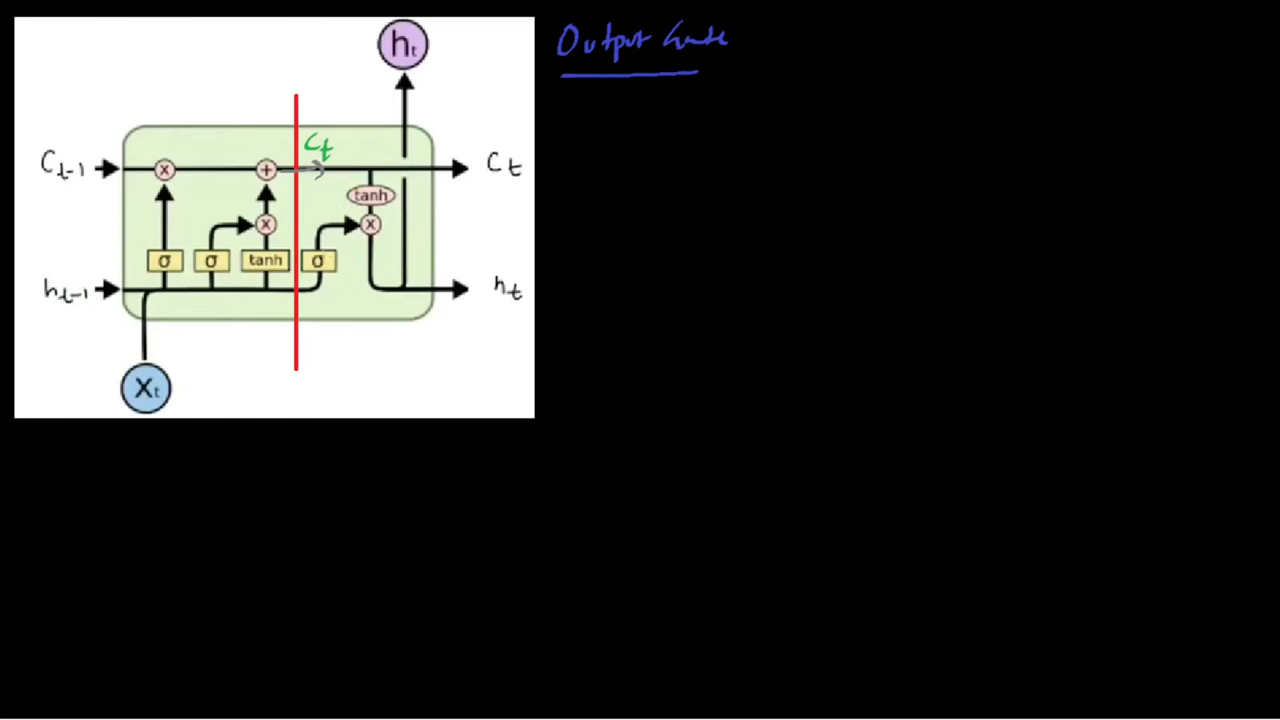 Output Gate
hₜ
Cₜ
Cₜ₋₁
x
+
Cₜ
tanh
x
x
σ
σ
tanh
σ
hₜ₋₁
hₜ
Xₜ